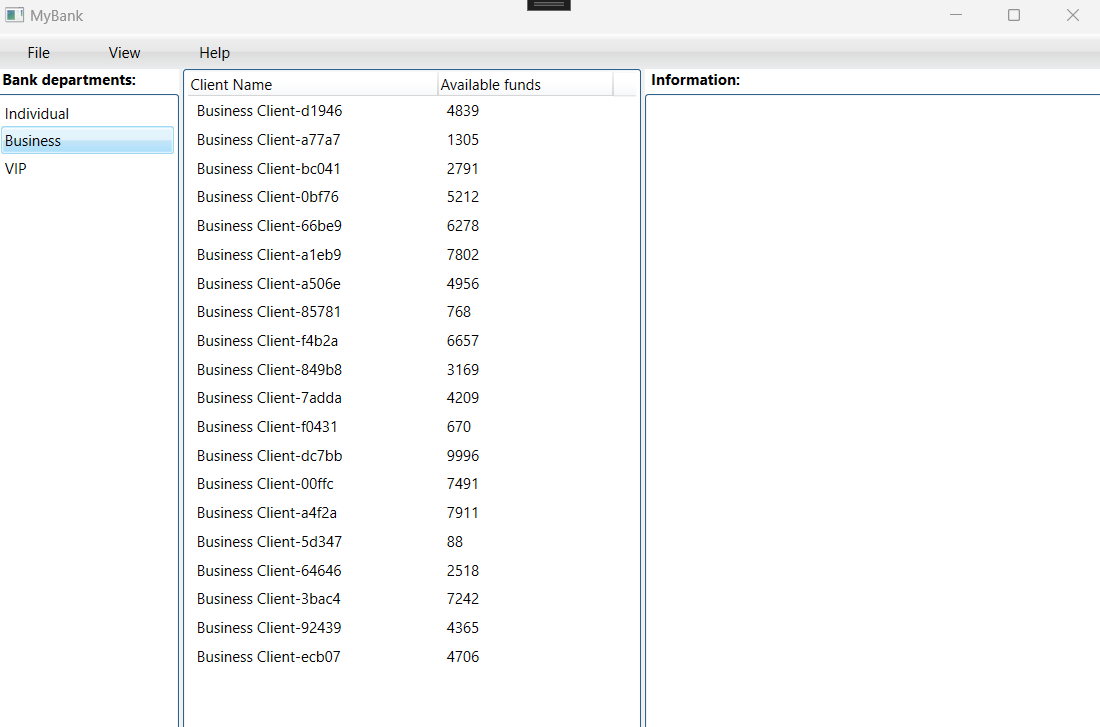 MyBank
File View Help
Bank departments:
Individual
Business
VIP
Client Name Available funds
Business Client-d1946 4839
Business Client-a77a7 1305
Business Client-bc041 2791
Business Client-0bf76 5212
Business Client-66be9 6278
Business Client-a1eb9 7802
Business Client-a506e 4956
Business Client-85781 768
Business Client-f4b2a 6657
Business Client-849b8 3169
Business Client-7adda 4209
Business Client-f0431 670
Business Client-dc7bb 9996
Business Client-00ffc 7491
Business Client-a4f2a 7911
Business Client-5d347 88
Business Client-64646 2518
Business Client-3bac4 7242
Business Client-92439 4365
Business Client-ecb07 4706
Information: